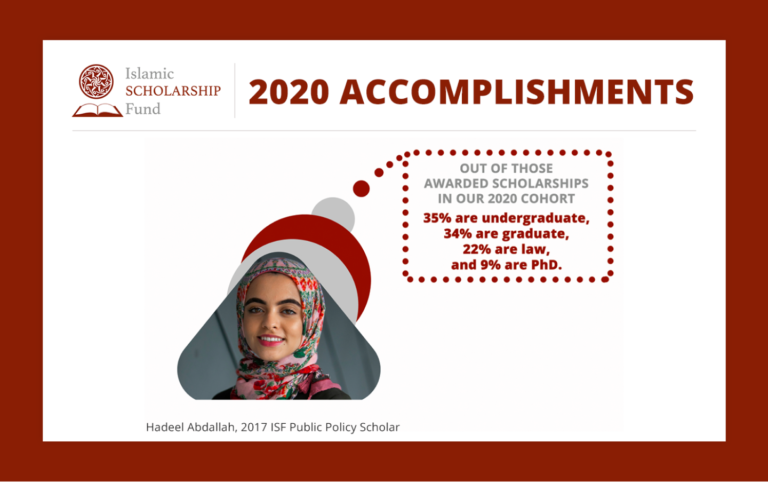 Islamic
SCHOLARSHIP
Fund
2020 ACCOMPLISHMENTS
OUT OF THOSE
AWARDED SCHOLARSHIPS
IN OUR 2020 COHORT
35% are undergraduate,
34% are graduate,
22% are law,
and 9% are PhD.
Hadeel Abdallah, 2017 ISF Public Policy Scholar